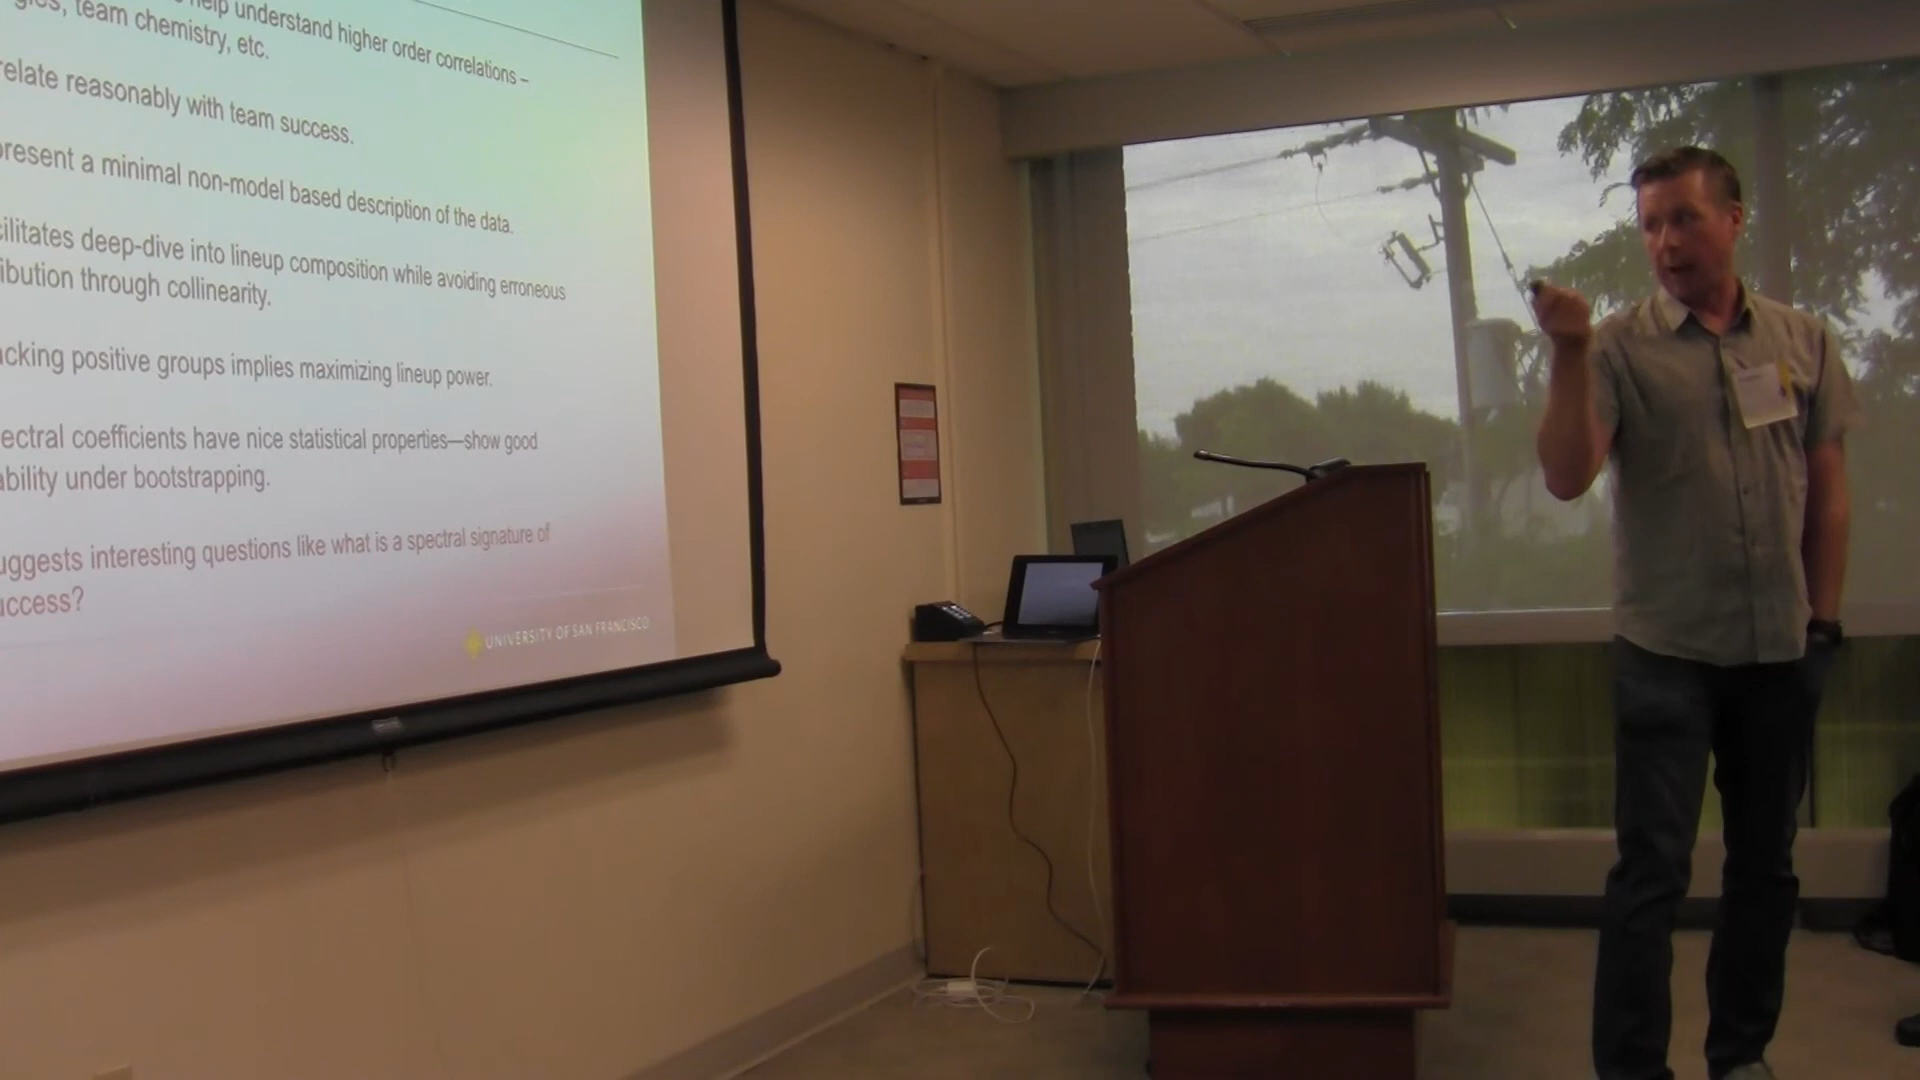 help understand higher order correlations –
team chemistry, etc.
relate reasonably with team success.
present a minimal non-model based description of the data.
cilitates deep-dive into lineup composition while avoiding erroneous
ibution through collinearity.
acking positive groups implies maximizing lineup power.
ectral coefficients have nice statistical properties—show good
ability under bootstrapping.
uggests interesting questions like what is a spectral signature of
uccess?
UNIVERSITY OF SAN FRANCISCO